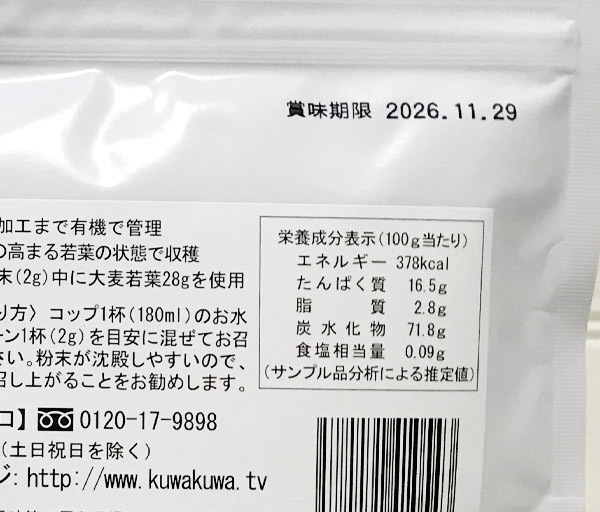 賞味期限 2026.11.29
加工まで有機で管理
の高まる若葉の状態で収穫
末(2g)中に大麦若葉28gを使用
り方〉コップ1杯(180ml)のお水
ーン1杯(2g)を目安に混ぜてお召
さい。粉末が沈殿しやすいので、
召し上がることをお勧めします。
コ】 0120-17-9898
(土日祝日を除く)
ジ: http://www.kuwakuwa.tv
栄養成分表示(100g当たり)
エネルギー 378kcal
たんぱく質 16.5g
脂質 2.8g
炭水化物 71.8g
食塩相当量 0.09g
(サンプル品分析による推定値)